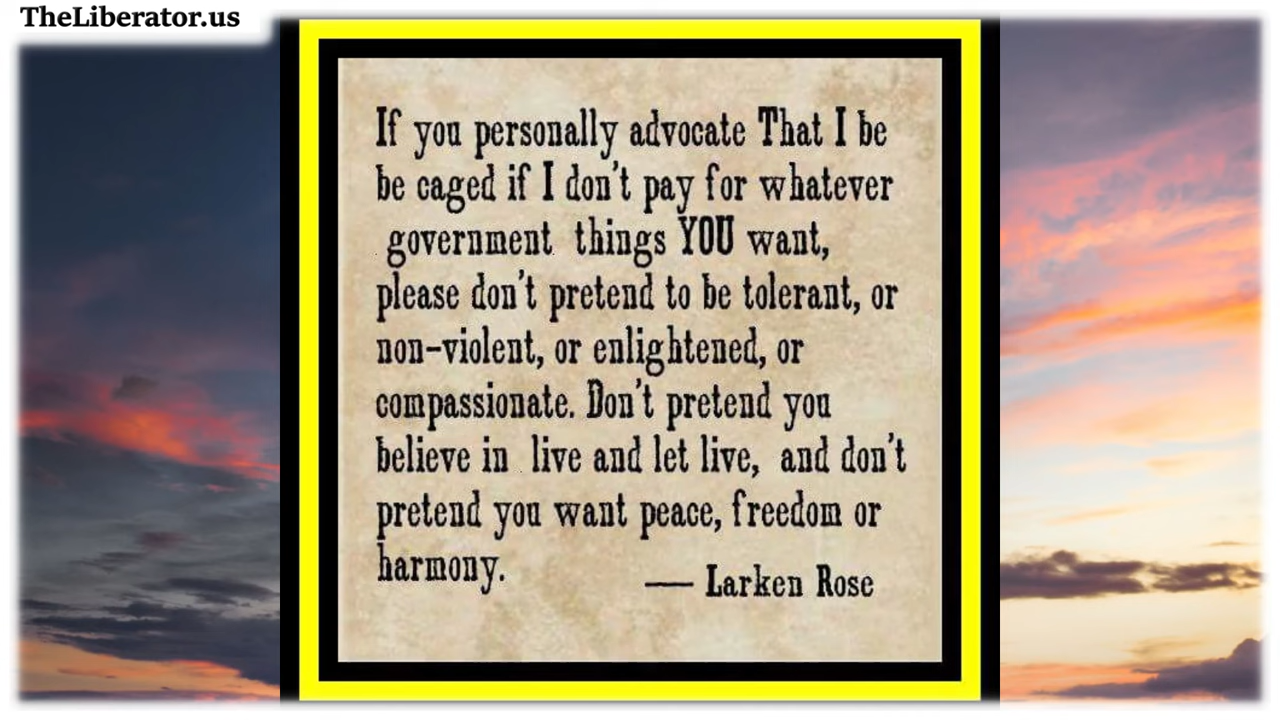 TheLiberator.us
If you personally advocate That I be
be caged if I don't pay for whatever
government things YOU want,
please don't pretend to be tolerant, or
non-violent, or enlightened, or
compassionate. Don't pretend you
believe in live and let live, and don't
pretend you want peace, freedom or
harmony.
— Larken Rose